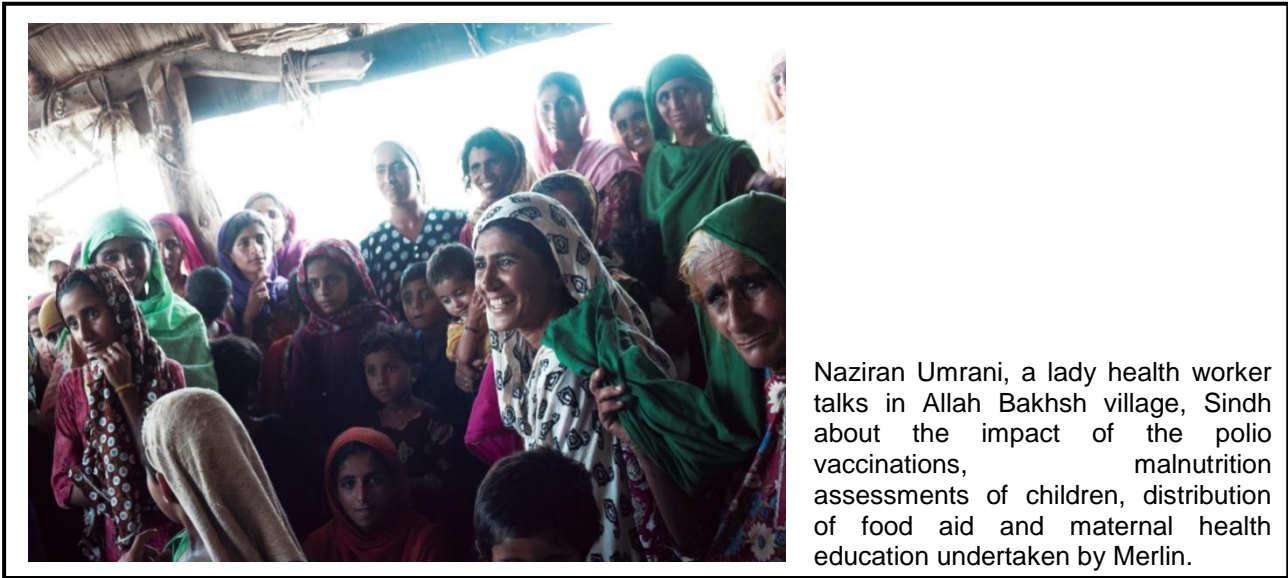 Naziran Umrani, a lady health worker
talks in Allah Bakhsh village, Sindh
about the impact of the polio
vaccinations, malnutrition
assessments of children, distribution
of food aid and maternal health
education undertaken by Merlin.